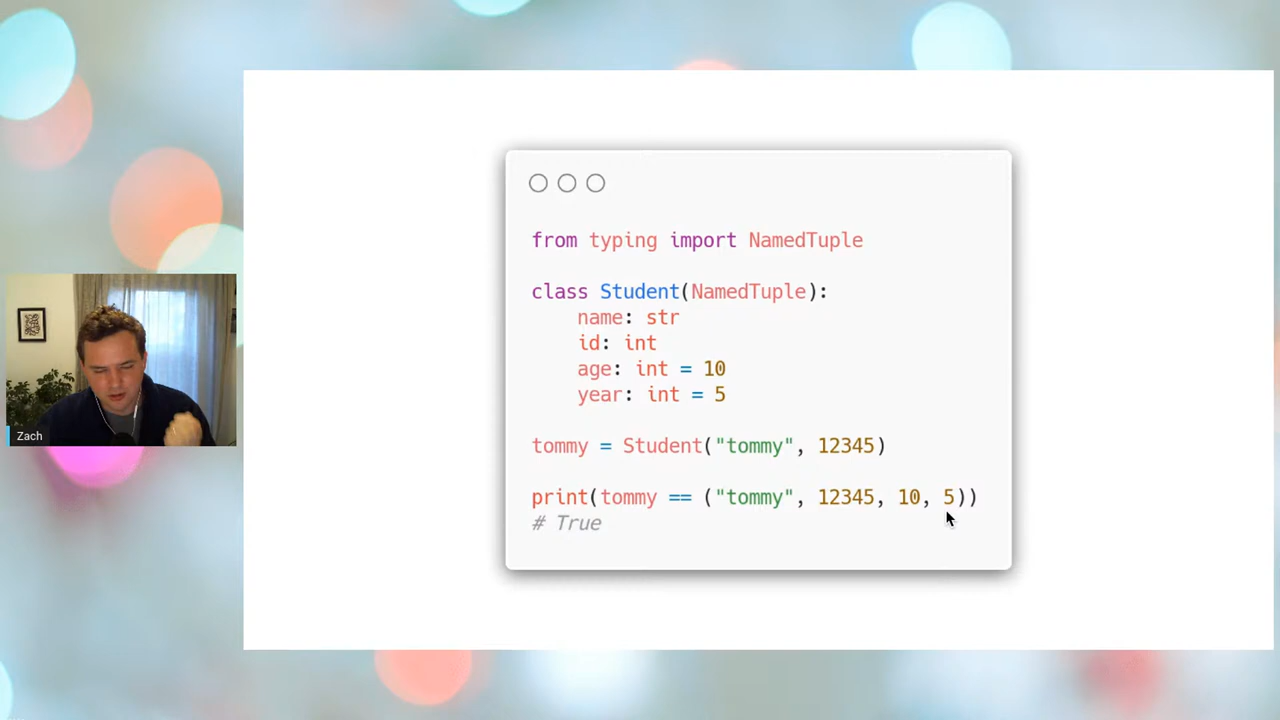 from typing import NamedTuple
class Student(NamedTuple):
name: str
id: int
age: int = 10
year: int = 5
tommy = Student("tommy", 12345)
print(tommy == ("tommy", 12345, 10, 5))
# True
Zach